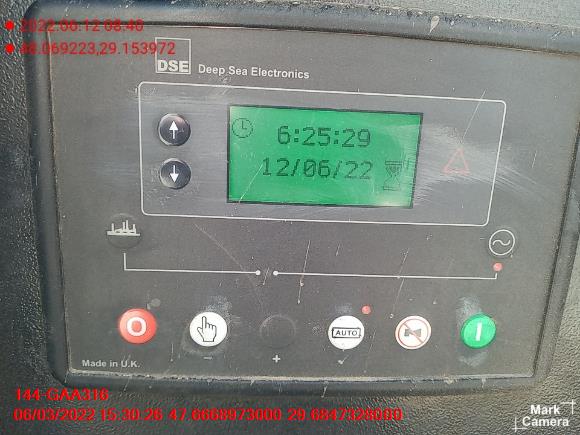 2022:06:12 08:40
48.069223,29.153972
DSE Deep Sea Electronics
6:25:29
12/06/22
O
AUTO
I
-
+
Made in U.K.
144-GAA316
06/03/2022 15:30:26 47.6668973000 29.6847328000
Mark
Camera